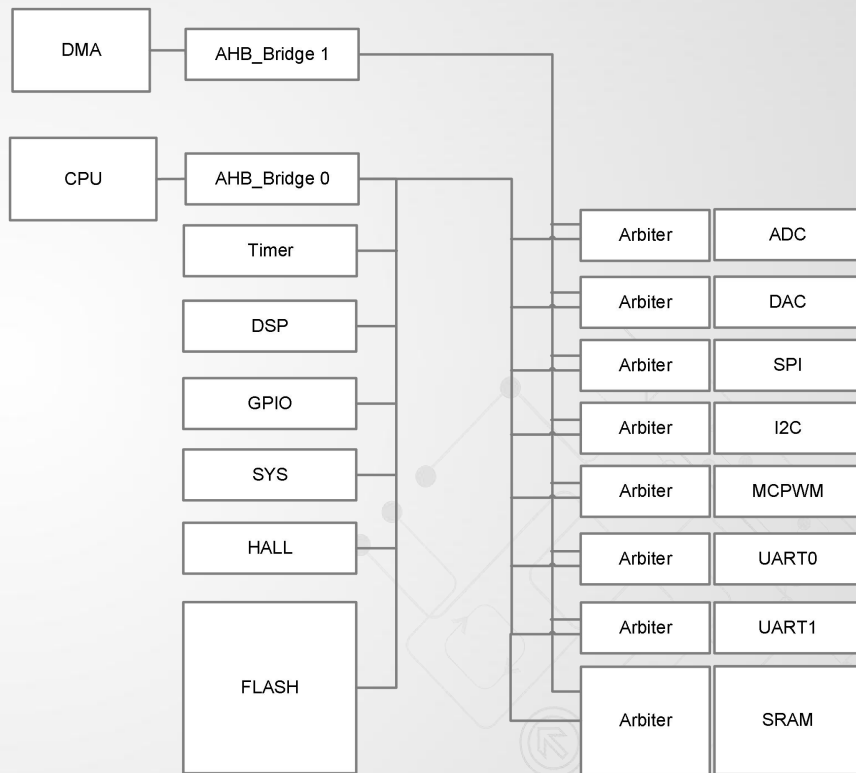 DMA
AHB_Bridge 1
CPU
AHB_Bridge 0
Timer
DSP
GPIO
SYS
HALL
FLASH
Arbiter
ADC
Arbiter
DAC
Arbiter
SPI
Arbiter
I2C
Arbiter
MCPWM
Arbiter
UART0
Arbiter
UART1
Arbiter
SRAM